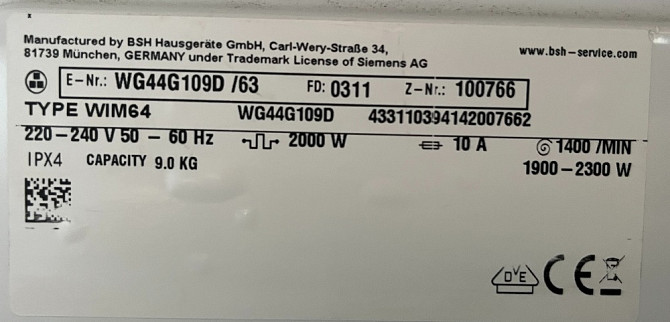 Manufactured by BSH Hausgeräte GmbH, Carl-Wery-Straße 34,
81739 München, GERMANY under Trademark License of Siemens AG
www.bsh-service.com
E-Nr.: WG44G109D /63 FD: 0311 Z-Nr.: 100766
TYPE WIM64 WG44G109D 433110394142007662
220-240 V 50 - 60 Hz 2000 W 10 A 1400 /MIN
IPX4 CAPACITY 9.0 KG 1900-2300 W
DVE CE